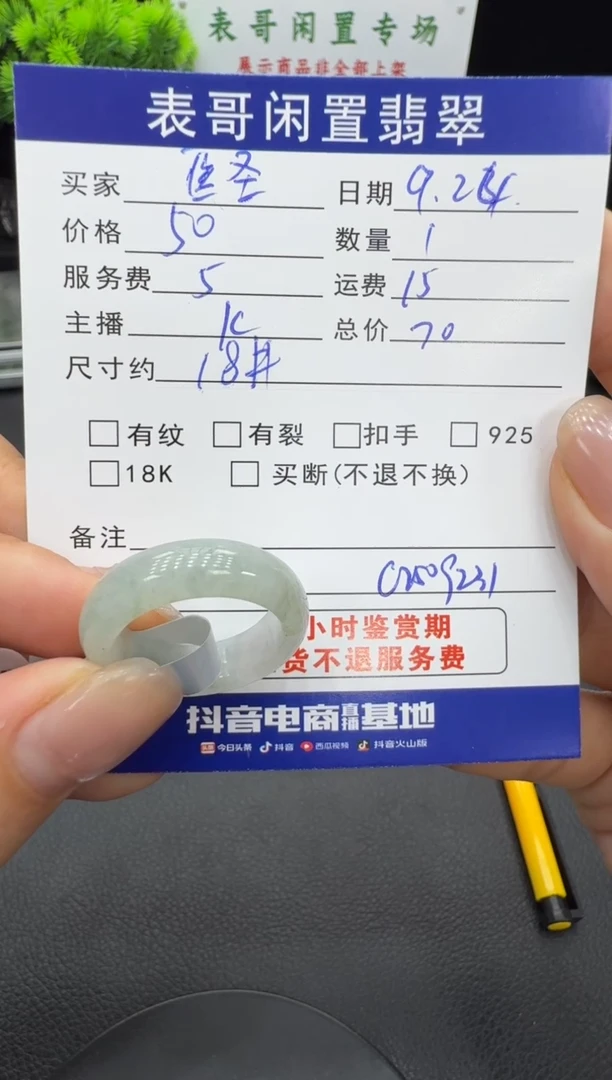 表哥闲置专场
展示商品非全部上架
表哥闲置翡翠
买家 日期 9.24
价格 50 数量 1
服务费 5 运费 15
主播 总价 70
尺寸约 18#
有纹 有裂 扣手 925
18K 买断(不退不换)
备注
小时鉴赏期
货不退服务费
抖音电商直播基地
今日头条 抖音 西瓜视频 抖音火山版